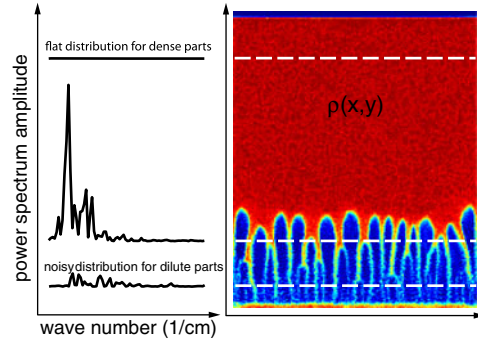 flat distribution for dense parts
power spectrum amplitude
ρ(x,y)
noisy distribution for dilute parts
wave number (1/cm)